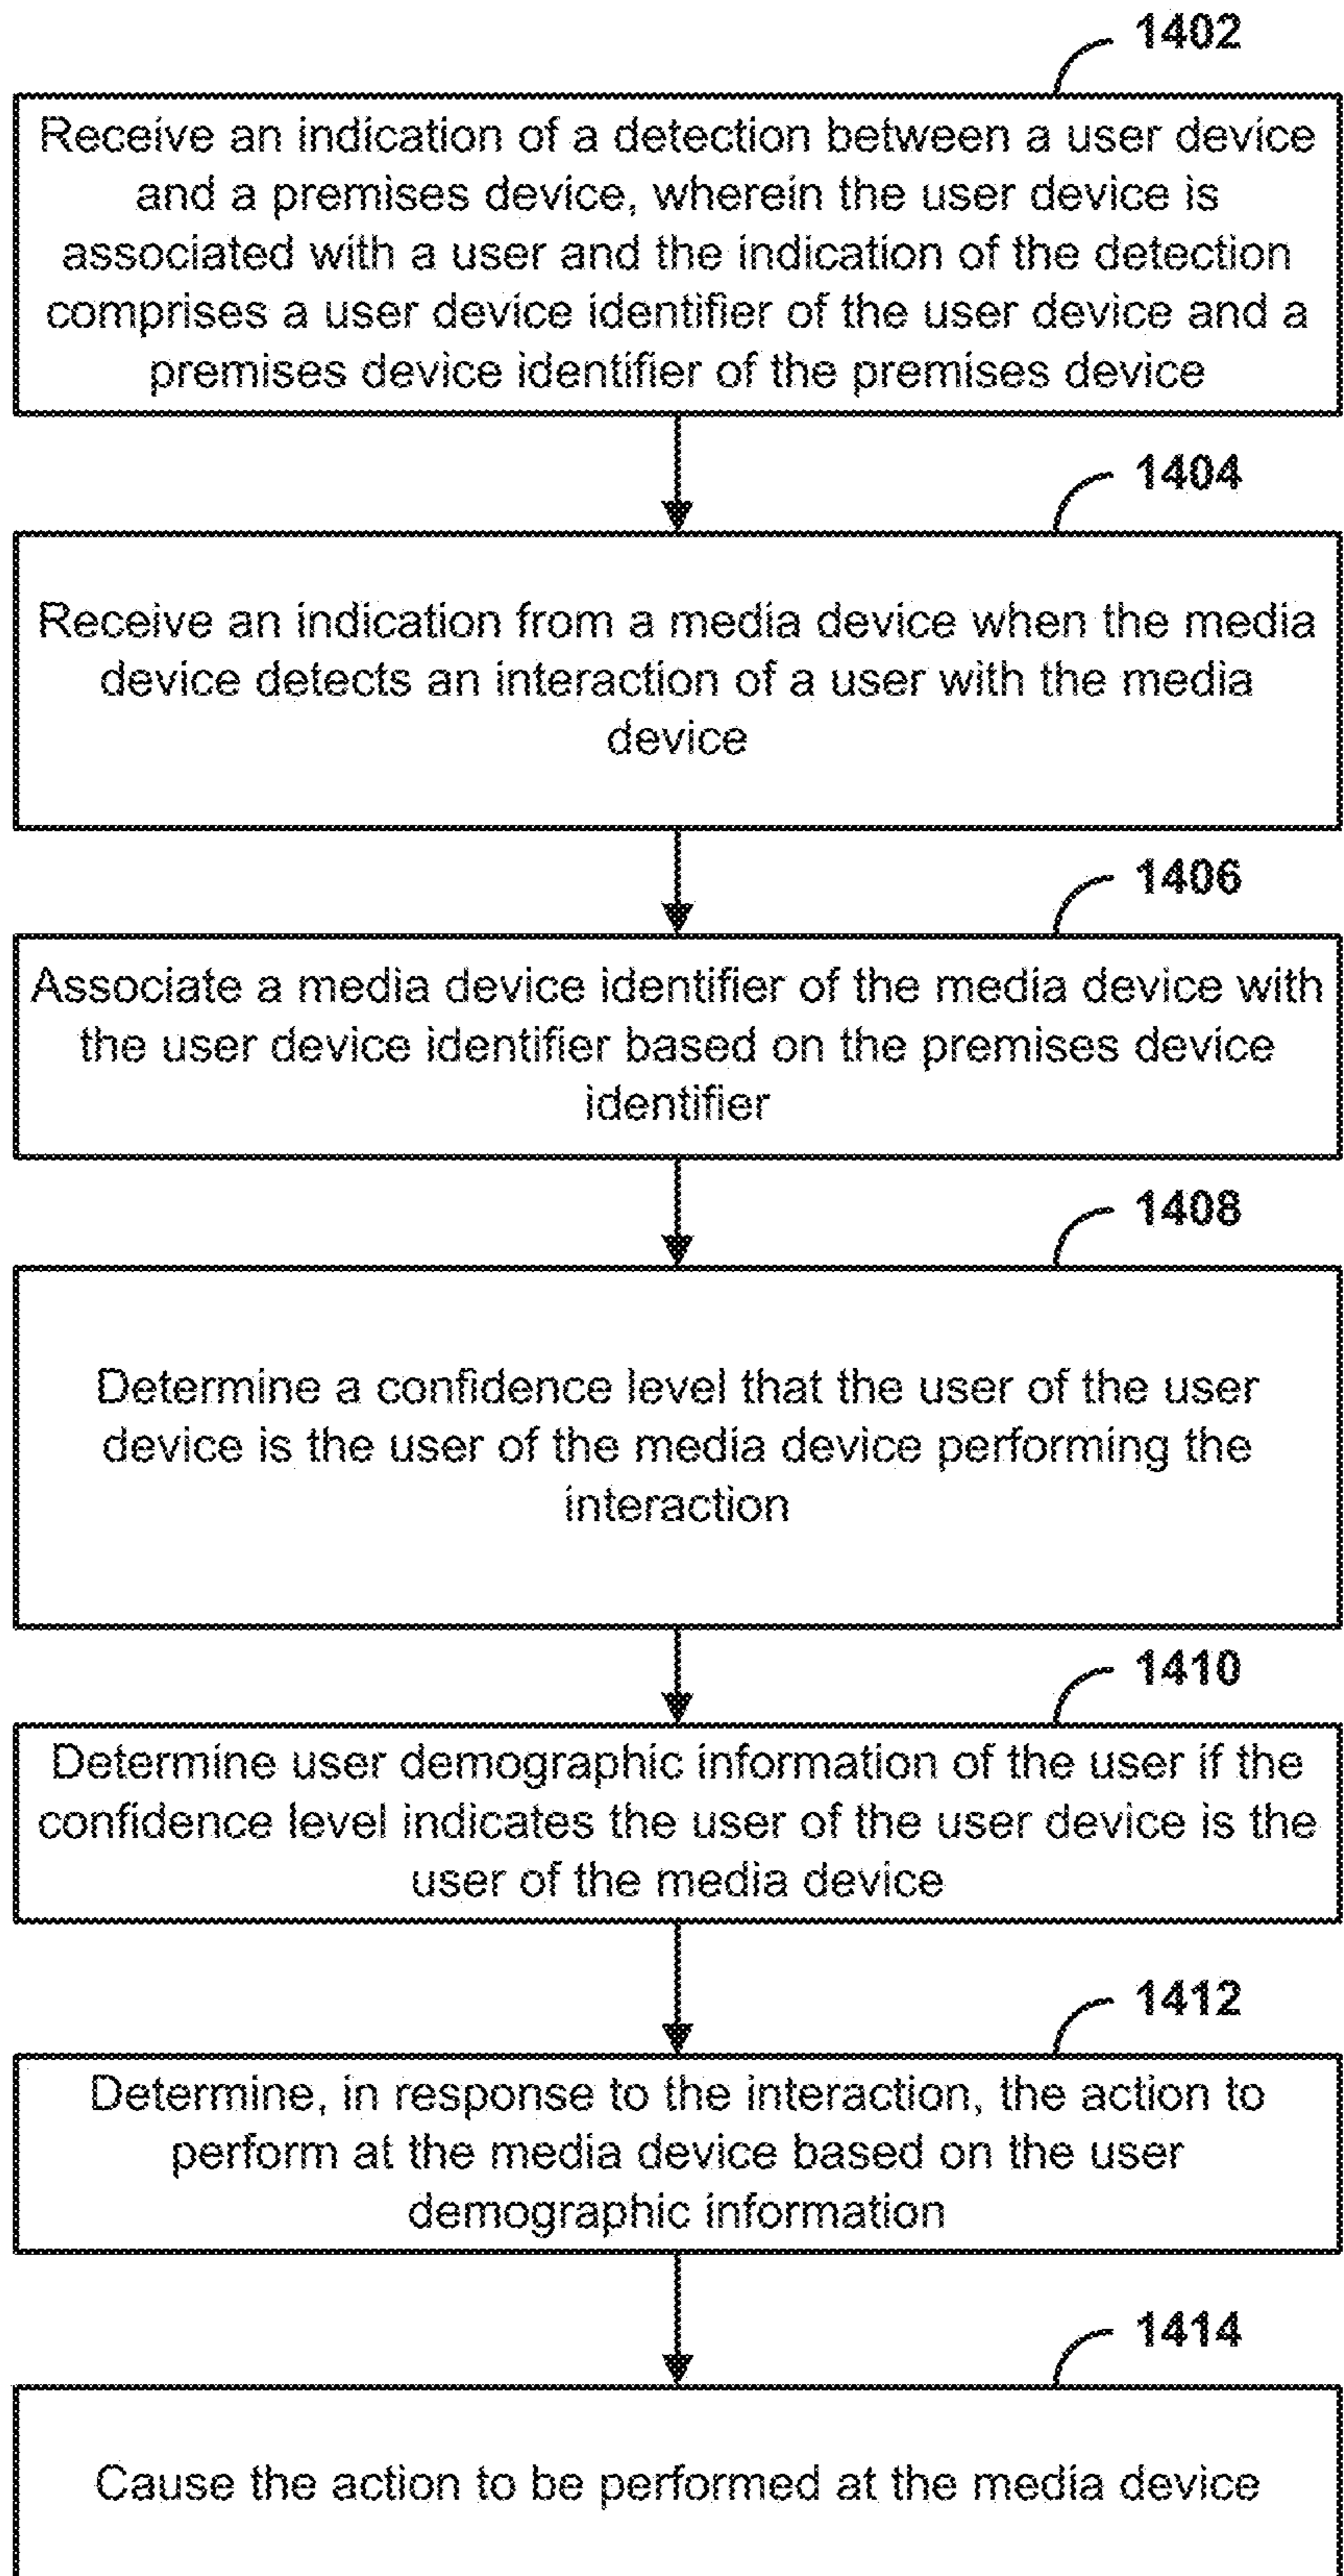 1402
Receive an indication of a detection between a user device
and a premises device, wherein the user device is
associated with a user and the indication of the detection
comprises a user device identifier of the user device and a
premises device identifier of the premises device
1404
Receive an indication from a media device when the media
device detects an interaction of a user with the media
device
1406
Associate a media device identifier of the media device with
the user device identifier based on the premises device
identifier
1408
Determine a confidence level that the user of the user
device is the user of the media device performing the
interaction
1410
Determine user demographic information of the user if the
confidence level indicates the user of the user device is the
user of the media device
1412
Determine, in response to the interaction, the action to
perform at the media device based on the user
demographic information
1414
Cause the action to be performed at the media device